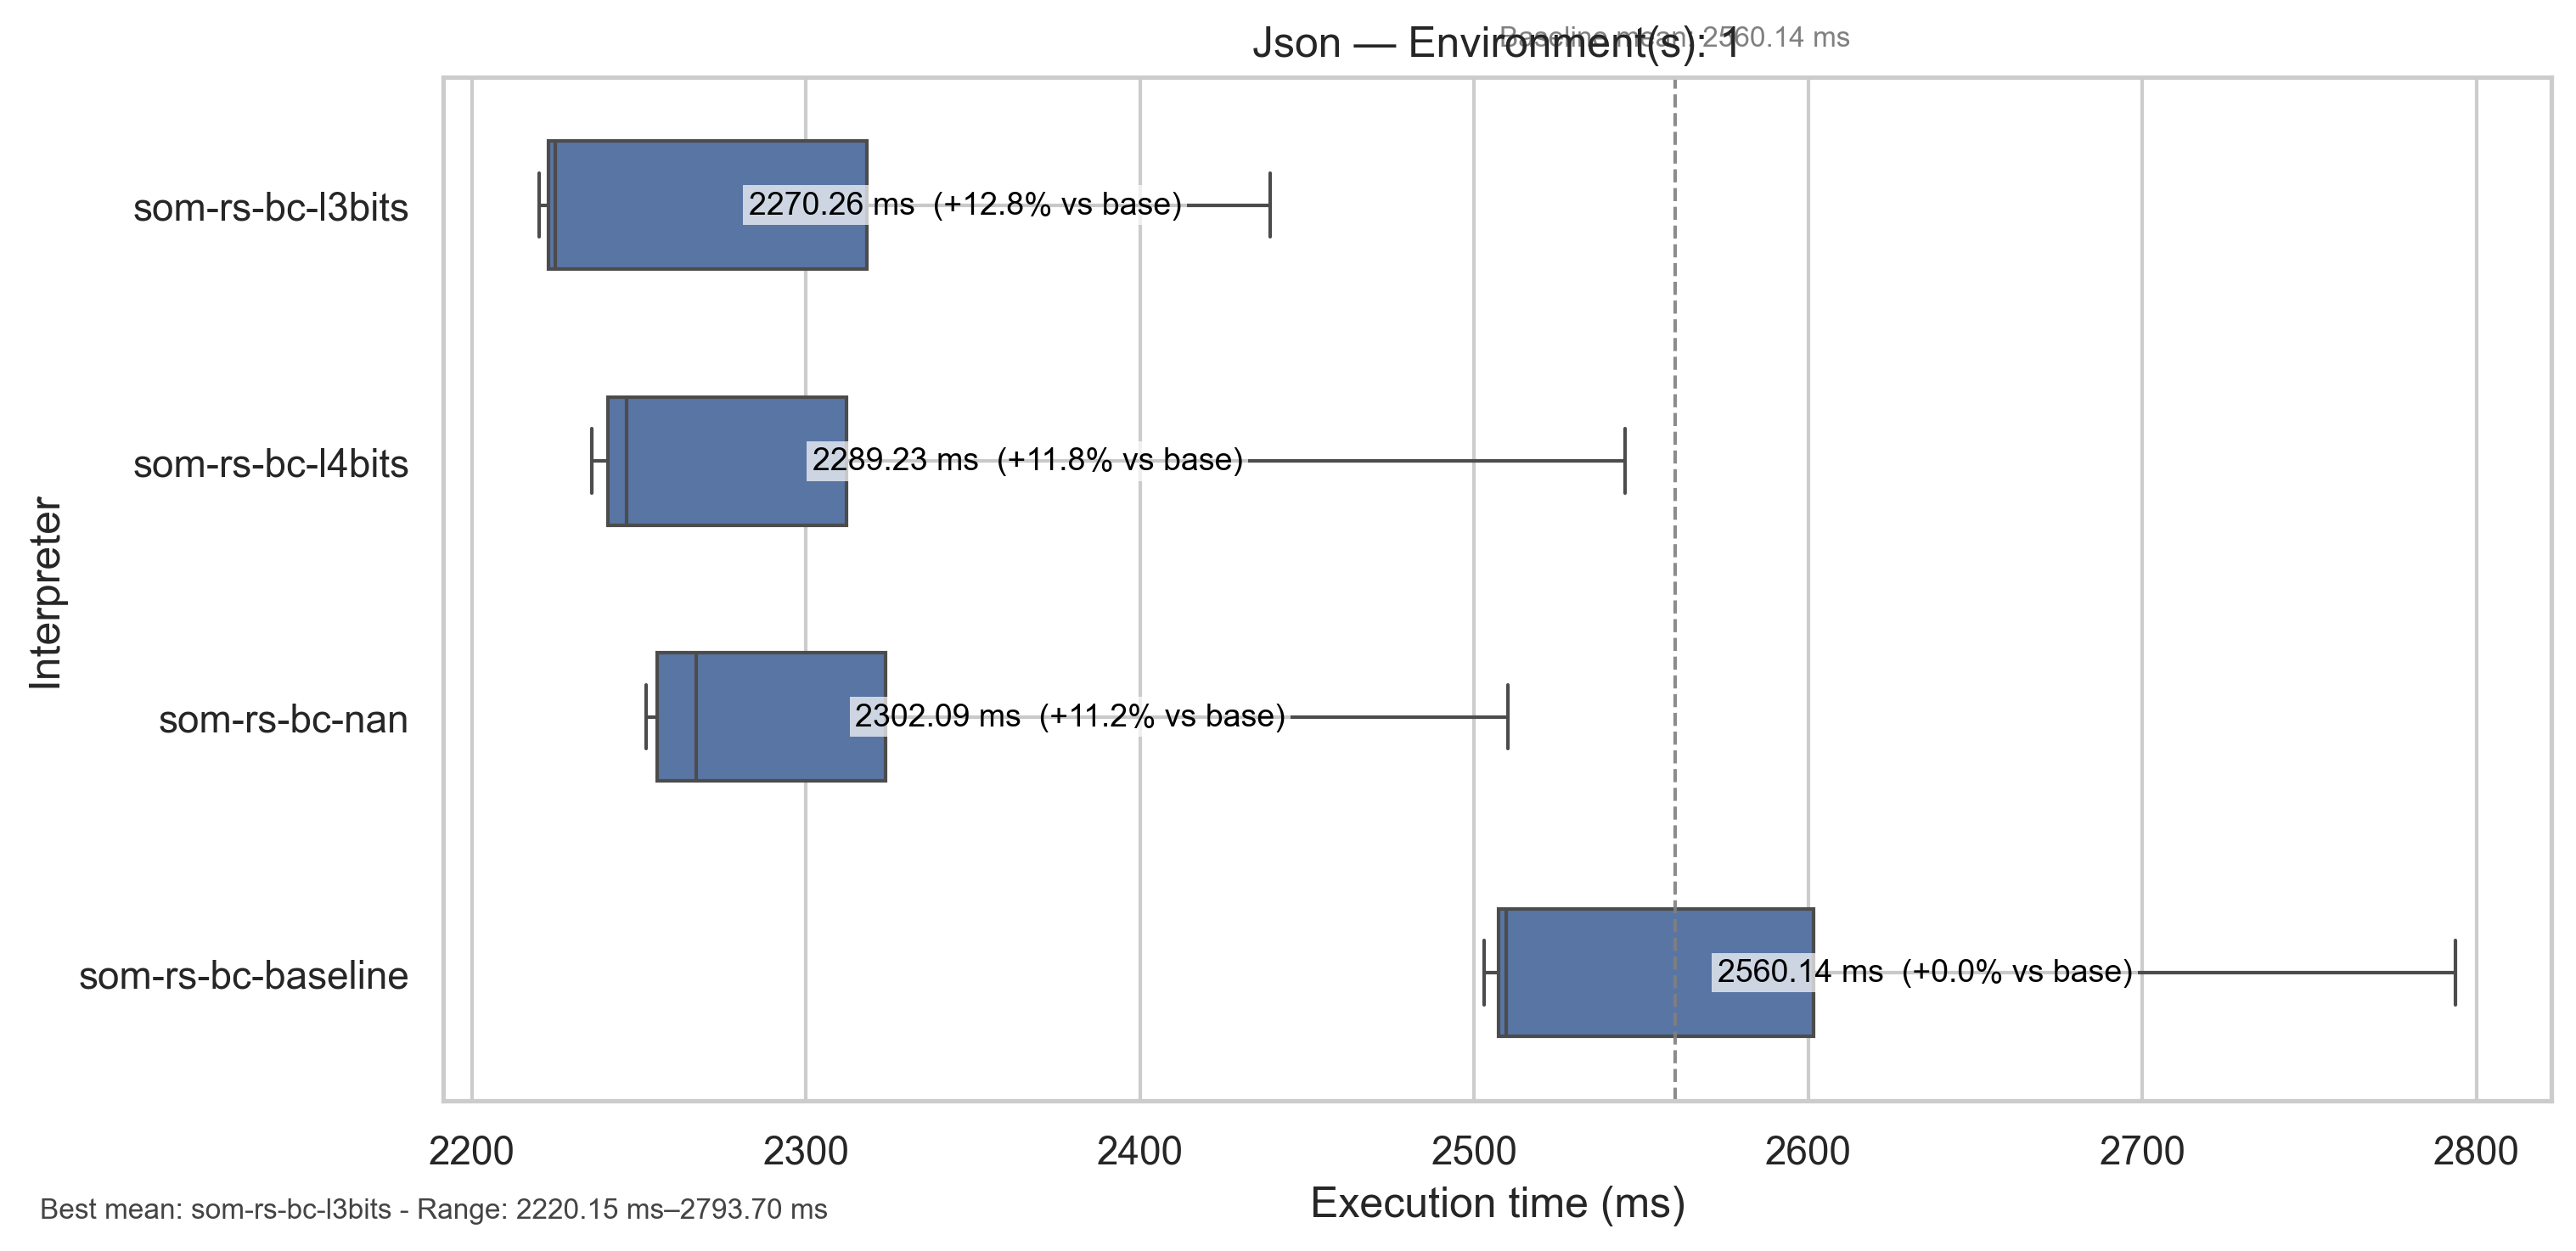 Baseline mean: 2560.14 ms
Json — Environment(s): 1
som-rs-bc-l3bits
2270.26 ms (+12.8% vs base)
som-rs-bc-l4bits
2289.23 ms (+11.8% vs base)
Interpreter
som-rs-bc-nan
2302.09 ms (+11.2% vs base)
som-rs-bc-baseline
2560.14 ms (+0.0% vs base)
2200 2300 2400 2500 2600 2700 2800
Execution time (ms)
Best mean: som-rs-bc-l3bits - Range: 2220.15 ms–2793.70 ms